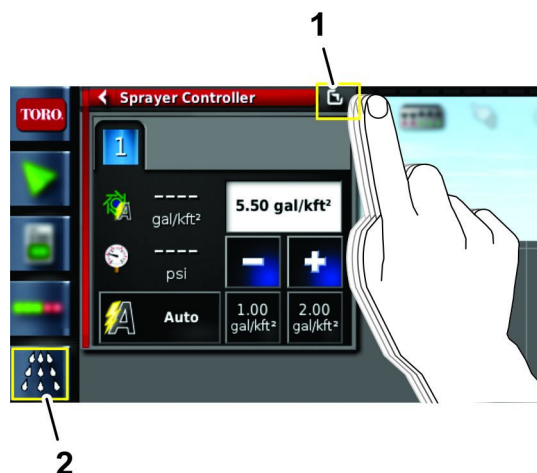 1
TORO
Sprayer Controller
1
---- gal/kft²
5.50 gal/kft²
---- psi
- +
Auto
1.00 gal/kft²
2.00 gal/kft²
2